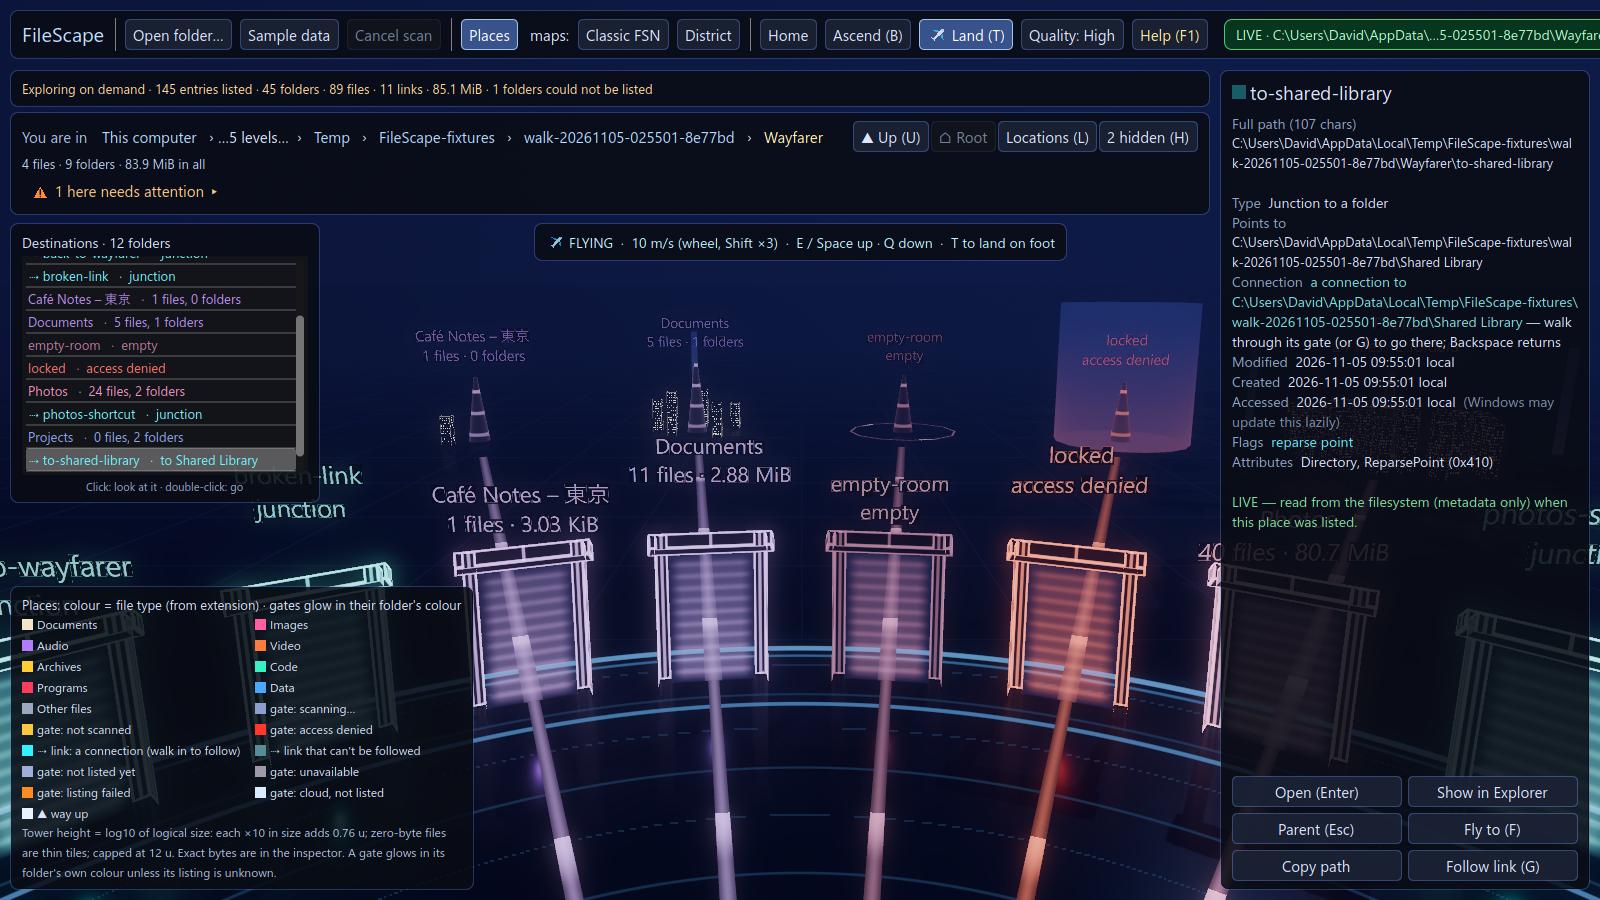 FileScape
Open folder...
Sample data
Cancel scan
Places
maps:
Classic FSN
District
Home
Ascend (B)
Land (T)
Quality: High
Help (F1)
LIVE · C:\Users\David\AppData\...5-025501-8e77bd\Wayfar
Exploring on demand · 145 entries listed · 45 folders · 89 files · 11 links · 85.1 MiB · 1 folders could not be listed
You are in This computer › ...5 levels... › Temp › FileScape-fixtures › walk-20261105-025501-8e77bd › Wayfarer
▲ Up (U)
Root
Locations (L)
2 hidden (H)
4 files · 9 folders · 83.9 MiB in all
1 here needs attention ▸
Destinations · 12 folders
back-to-wayfarer · junction
→ broken-link · junction
Café Notes – 東京 · 1 files, 0 folders
Documents · 5 files, 1 folders
empty-room · empty
locked · access denied
Photos · 24 files, 2 folders
→ photos-shortcut · junction
Projects · 0 files, 2 folders
→ to-shared-library · to Shared Library
Click: look at it · double-click: go
FLYING · 10 m/s (wheel, Shift ×3) · E / Space up · Q down · T to land on foot
Café Notes – 東京
1 files · 0 folders
Documents
5 files · 1 folders
empty-room
empty
locked
access denied
broken-link
junction
Café Notes – 東京
1 files · 3.03 KiB
Documents
11 files · 2.88 MiB
empty-room
empty
locked
access denied
o-wayfarer
40 files · 80.7 MiB
photos-s
juncti
Places: colour = file type (from extension) · gates glow in their folder's colour
Documents
Images
Audio
Video
Archives
Code
Programs
Data
Other files
gate: scanning...
gate: not scanned
gate: access denied
→ link: a connection (walk in to follow)
→ link that can't be followed
gate: not listed yet
gate: unavailable
gate: listing failed
gate: cloud, not listed
▲ way up
Tower height = log10 of logical size: each ×10 in size adds 0.76 u; zero-byte files
are thin tiles; capped at 12 u. Exact bytes are in the inspector. A gate glows in its
folder's own colour unless its listing is unknown.
to-shared-library
Full path (107 chars)
C:\Users\David\AppData\Local\Temp\FileScape-fixtures\wal
k-20261105-025501-8e77bd\Wayfarer\to-shared-library
Type Junction to a folder
Points to
C:\Users\David\AppData\Local\Temp\FileScape-fixtures\wal
k-20261105-025501-8e77bd\Shared Library
Connection a connection to
C:\Users\David\AppData\Local\Temp\FileScape-fixtures\
walk-20261105-025501-8e77bd\Shared Library — walk
through its gate (or G) to go there; Backspace returns
Modified 2026-11-05 09:55:01 local
Created 2026-11-05 09:55:01 local
Accessed 2026-11-05 09:55:01 local (Windows may
update this lazily)
Flags reparse point
Attributes Directory, ReparsePoint (0x410)
LIVE — read from the filesystem (metadata only) when
this place was listed.
Open (Enter)
Show in Explorer
Parent (Esc)
Fly to (F)
Copy path
Follow link (G)